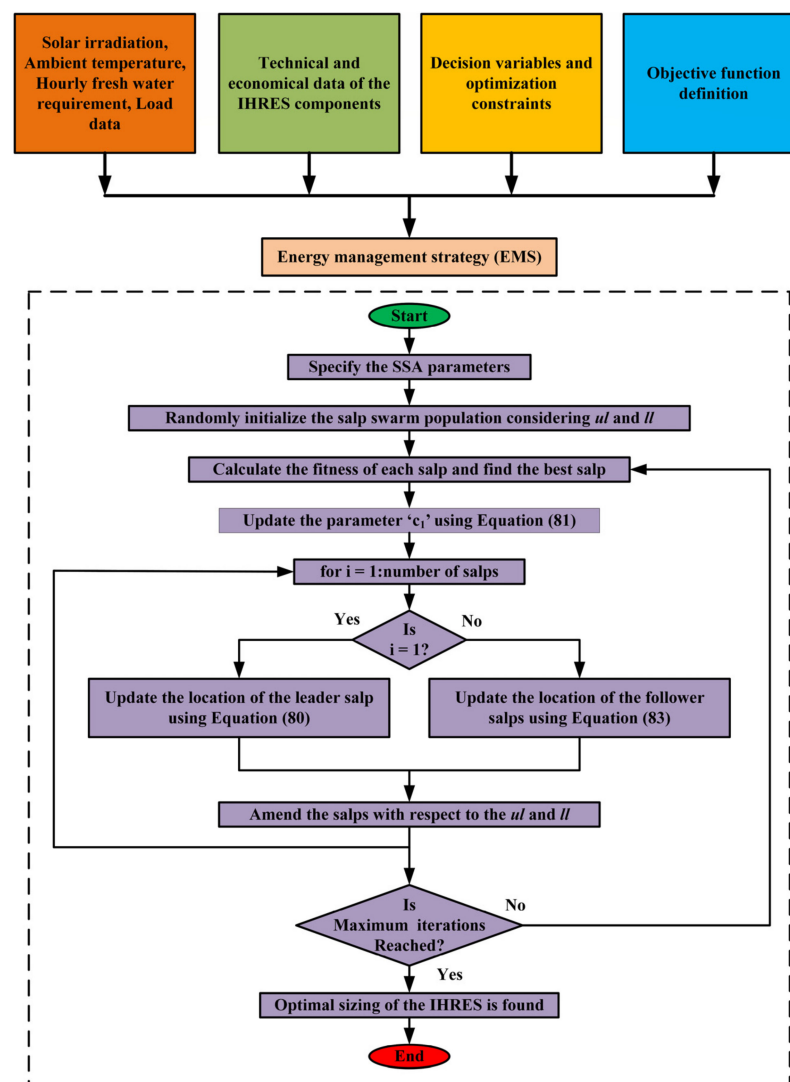 Solar irradiation,
Ambient temperature,
Hourly fresh water
requirement, Load
data
Technical and
economical data of the
IHRES components
Decision variables and
optimization
constraints
Objective function
definition
Energy management strategy (EMS)
Start
Specify the SSA parameters
Randomly initialize the salp swarm population considering ul and ll
Calculate the fitness of each salp and find the best salp
Update the parameter ‘c₁’ using Equation (81)
for i = 1:number of salps
Yes
Is
i = 1?
No
Update the location of the leader salp
using Equation (80)
Update the location of the follower
salps using Equation (83)
Amend the salps with respect to the ul and ll
Is
Maximum iterations
Reached?
No
Yes
Optimal sizing of the IHRES is found
End